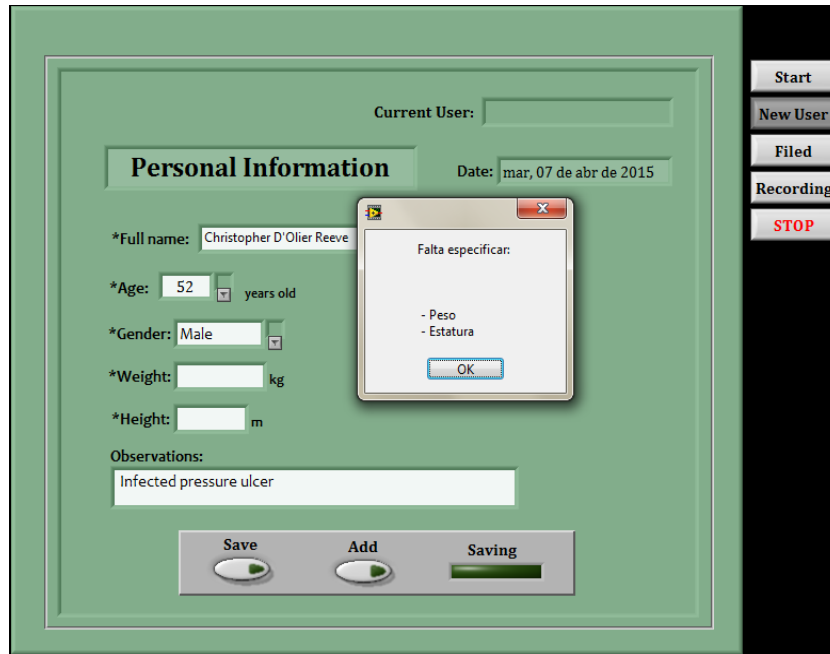 Current User:
Personal Information
Date: mar, 07 de abr de 2015
*Full name: Christopher D'Olier Reeve
*Age: 52 years old
*Gender: Male
*Weight: kg
*Height: m
Observations:
Infected pressure ulcer
Save Add Saving
Falta especificar:
- Peso
- Estatura
OK
Start
New User
Filed
Recording
STOP